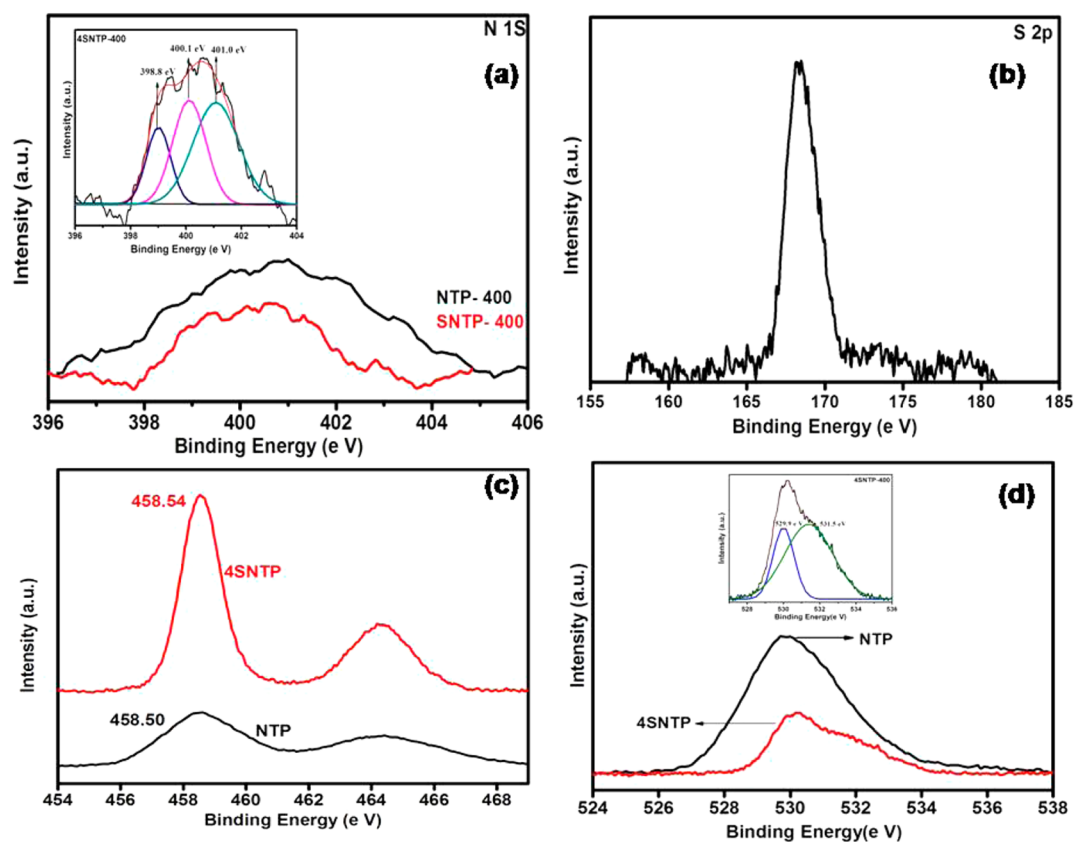 N 1S
(a)
4SNTP-400
398.8 eV
400.1 eV
401.0 eV
Intensity (a.u.)
396 398 400 402 404
Binding Energy (e V)
NTP- 400
SNTP- 400
Intensity (a.u.)
396 398 400 402 404 406
Binding Energy (e V)
S 2p
(b)
Intensity (a.u.)
155 160 165 170 175 180 185
Binding Energy (e V)
(c)
458.54
4SNTP
458.50
NTP
Intensity (a.u.)
454 456 458 460 462 464 466 468
Binding Energy (e V)
(d)
4SNTP-400
529.9 eV
531.5 eV
Intensity (a.u.)
528 530 532 534 536
Binding Energy(e V)
NTP
4SNTP
Intensity (a.u.)
524 526 528 530 532 534 536 538
Binding Energy(e V)